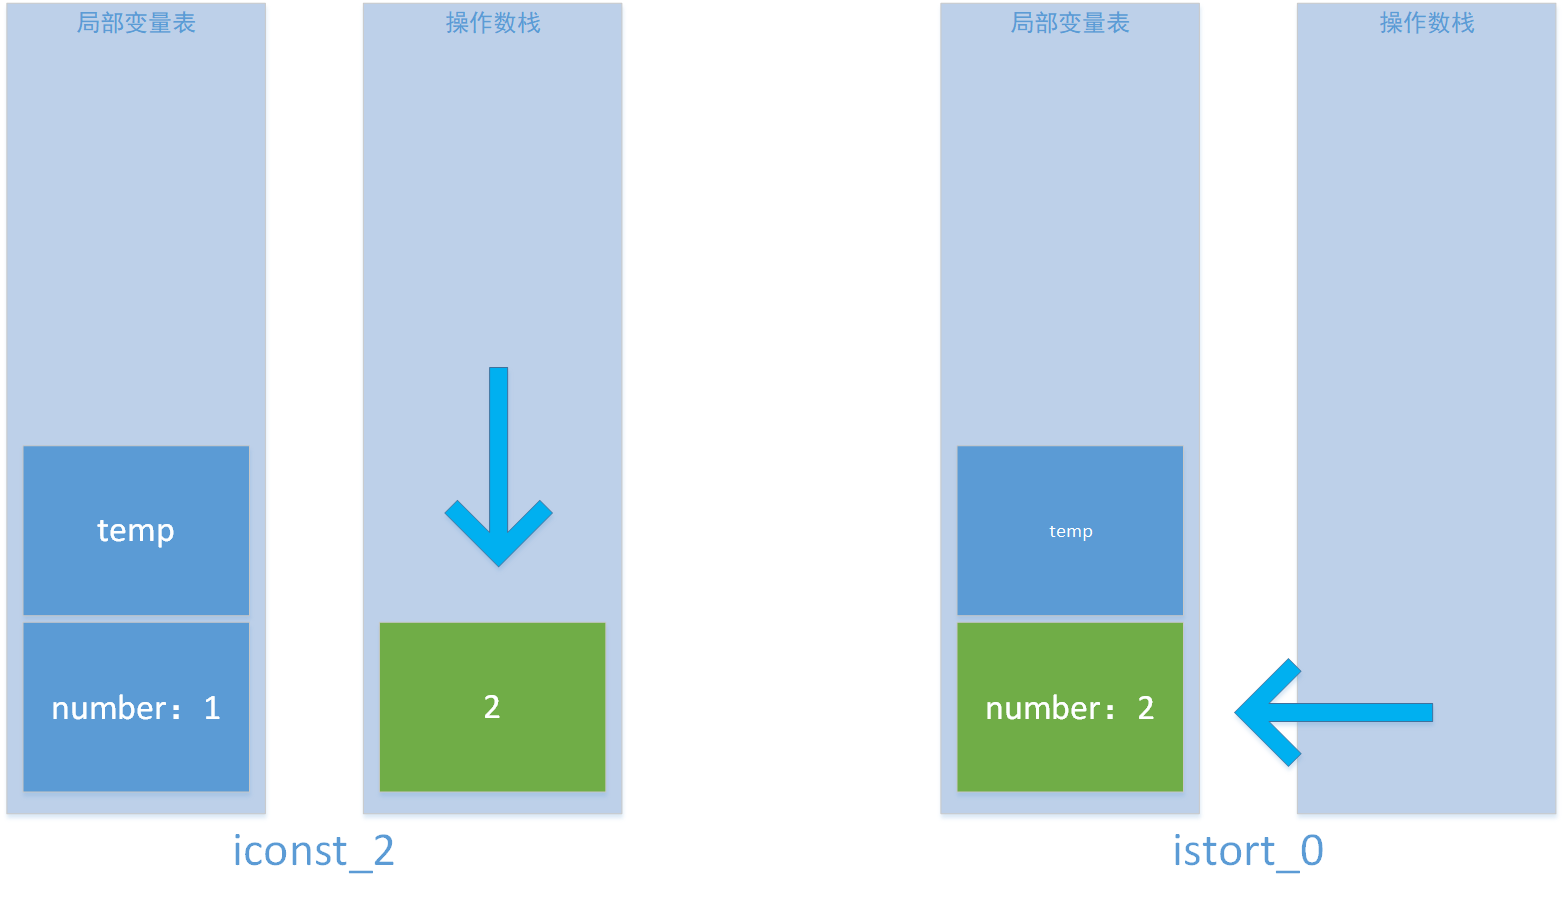 局部变量表
操作数栈
temp
number：1
2
iconst_2
局部变量表
操作数栈
temp
number：2
istort_0